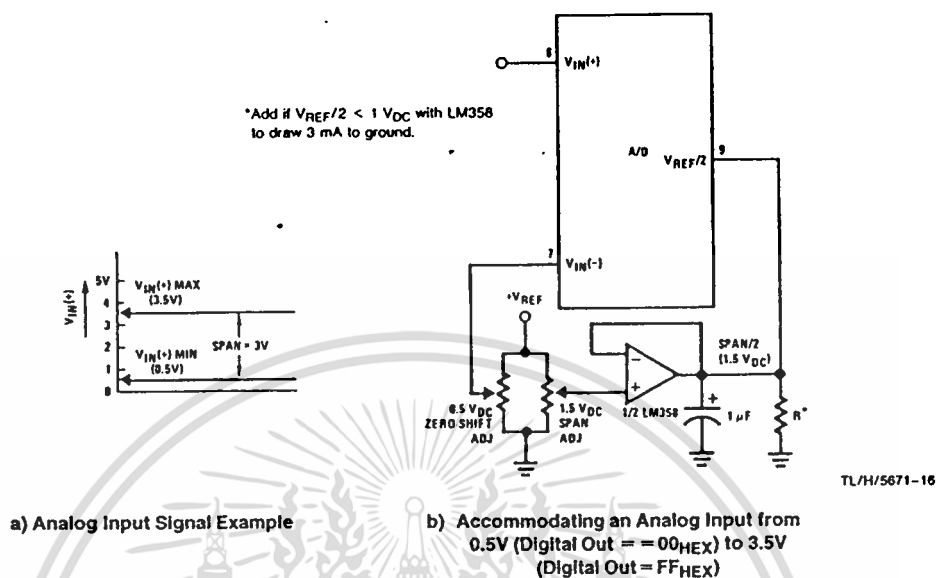 6
V_IN(+)
*Add if V_REF/2 < 1 V_DC with LM358
to draw 3 mA to ground.
A/D
9
V_REF/2
7
V_IN(-)
+V_REF
5V
4
3
2
1
0
V_IN(+)
V_IN(+) MAX
(3.5V)
SPAN = 3V
V_IN(+) MIN
(0.5V)
0.5 V_DC
ZERO SHIFT
ADJ
1.5 V_DC
SPAN
ADJ
-
+
1/2 LM358
SPAN/2
(1.5 V_DC)
+
1 μF
R*
TL/H/5671-16
a) Analog Input Signal Example
b) Accommodating an Analog Input from
0.5V (Digital Out = = 00_HEX) to 3.5V
(Digital Out = FF_HEX)